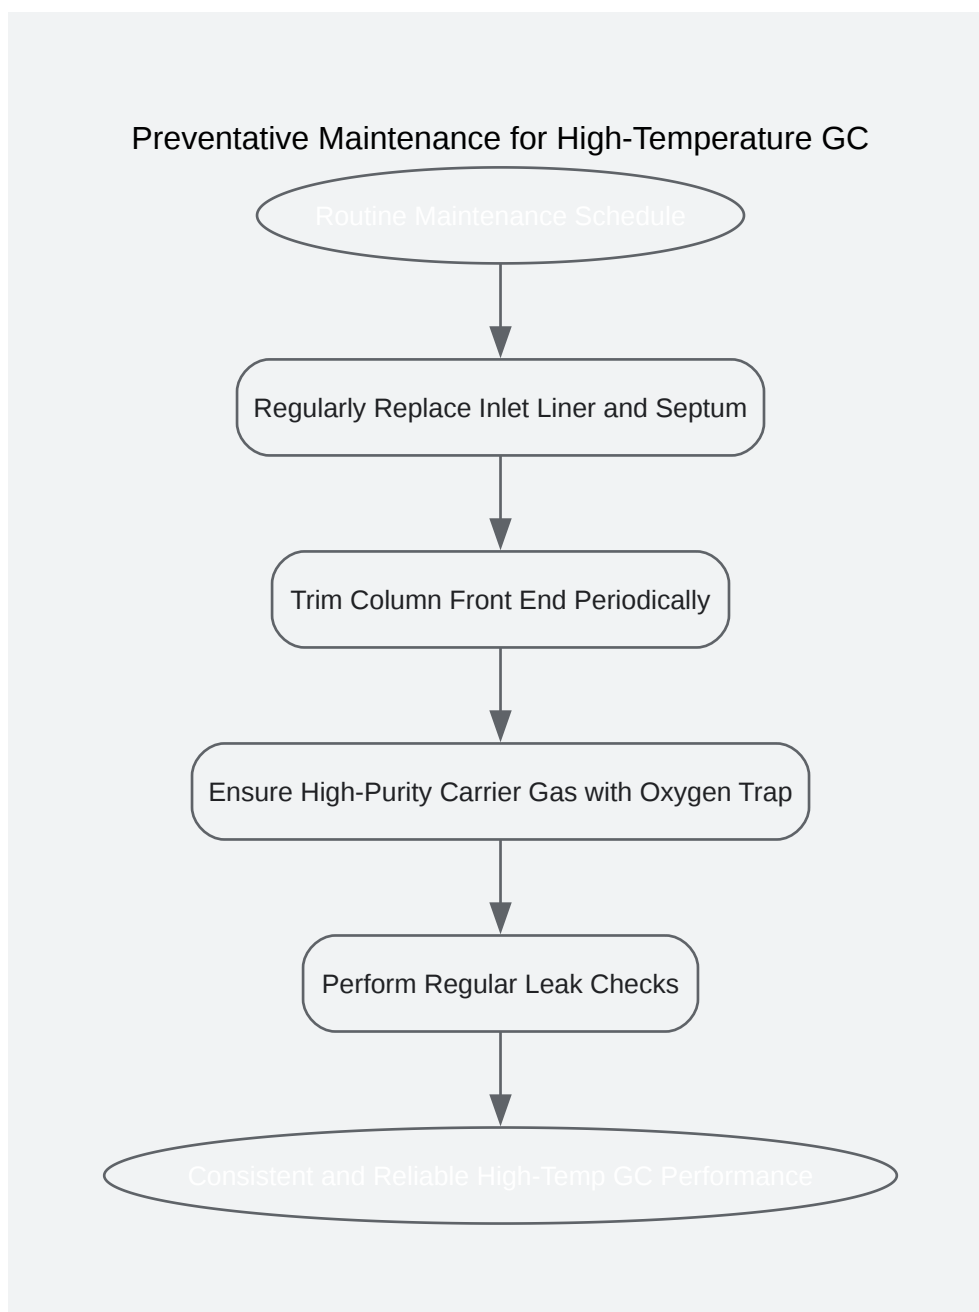 Preventative Maintenance for High-Temperature GC
Routine Maintenance Schedule
Regularly Replace Inlet Liner and Septum
Trim Column Front End Periodically
Ensure High-Purity Carrier Gas with Oxygen Trap
Perform Regular Leak Checks
Consistent and Reliable High-Temp GC Performance